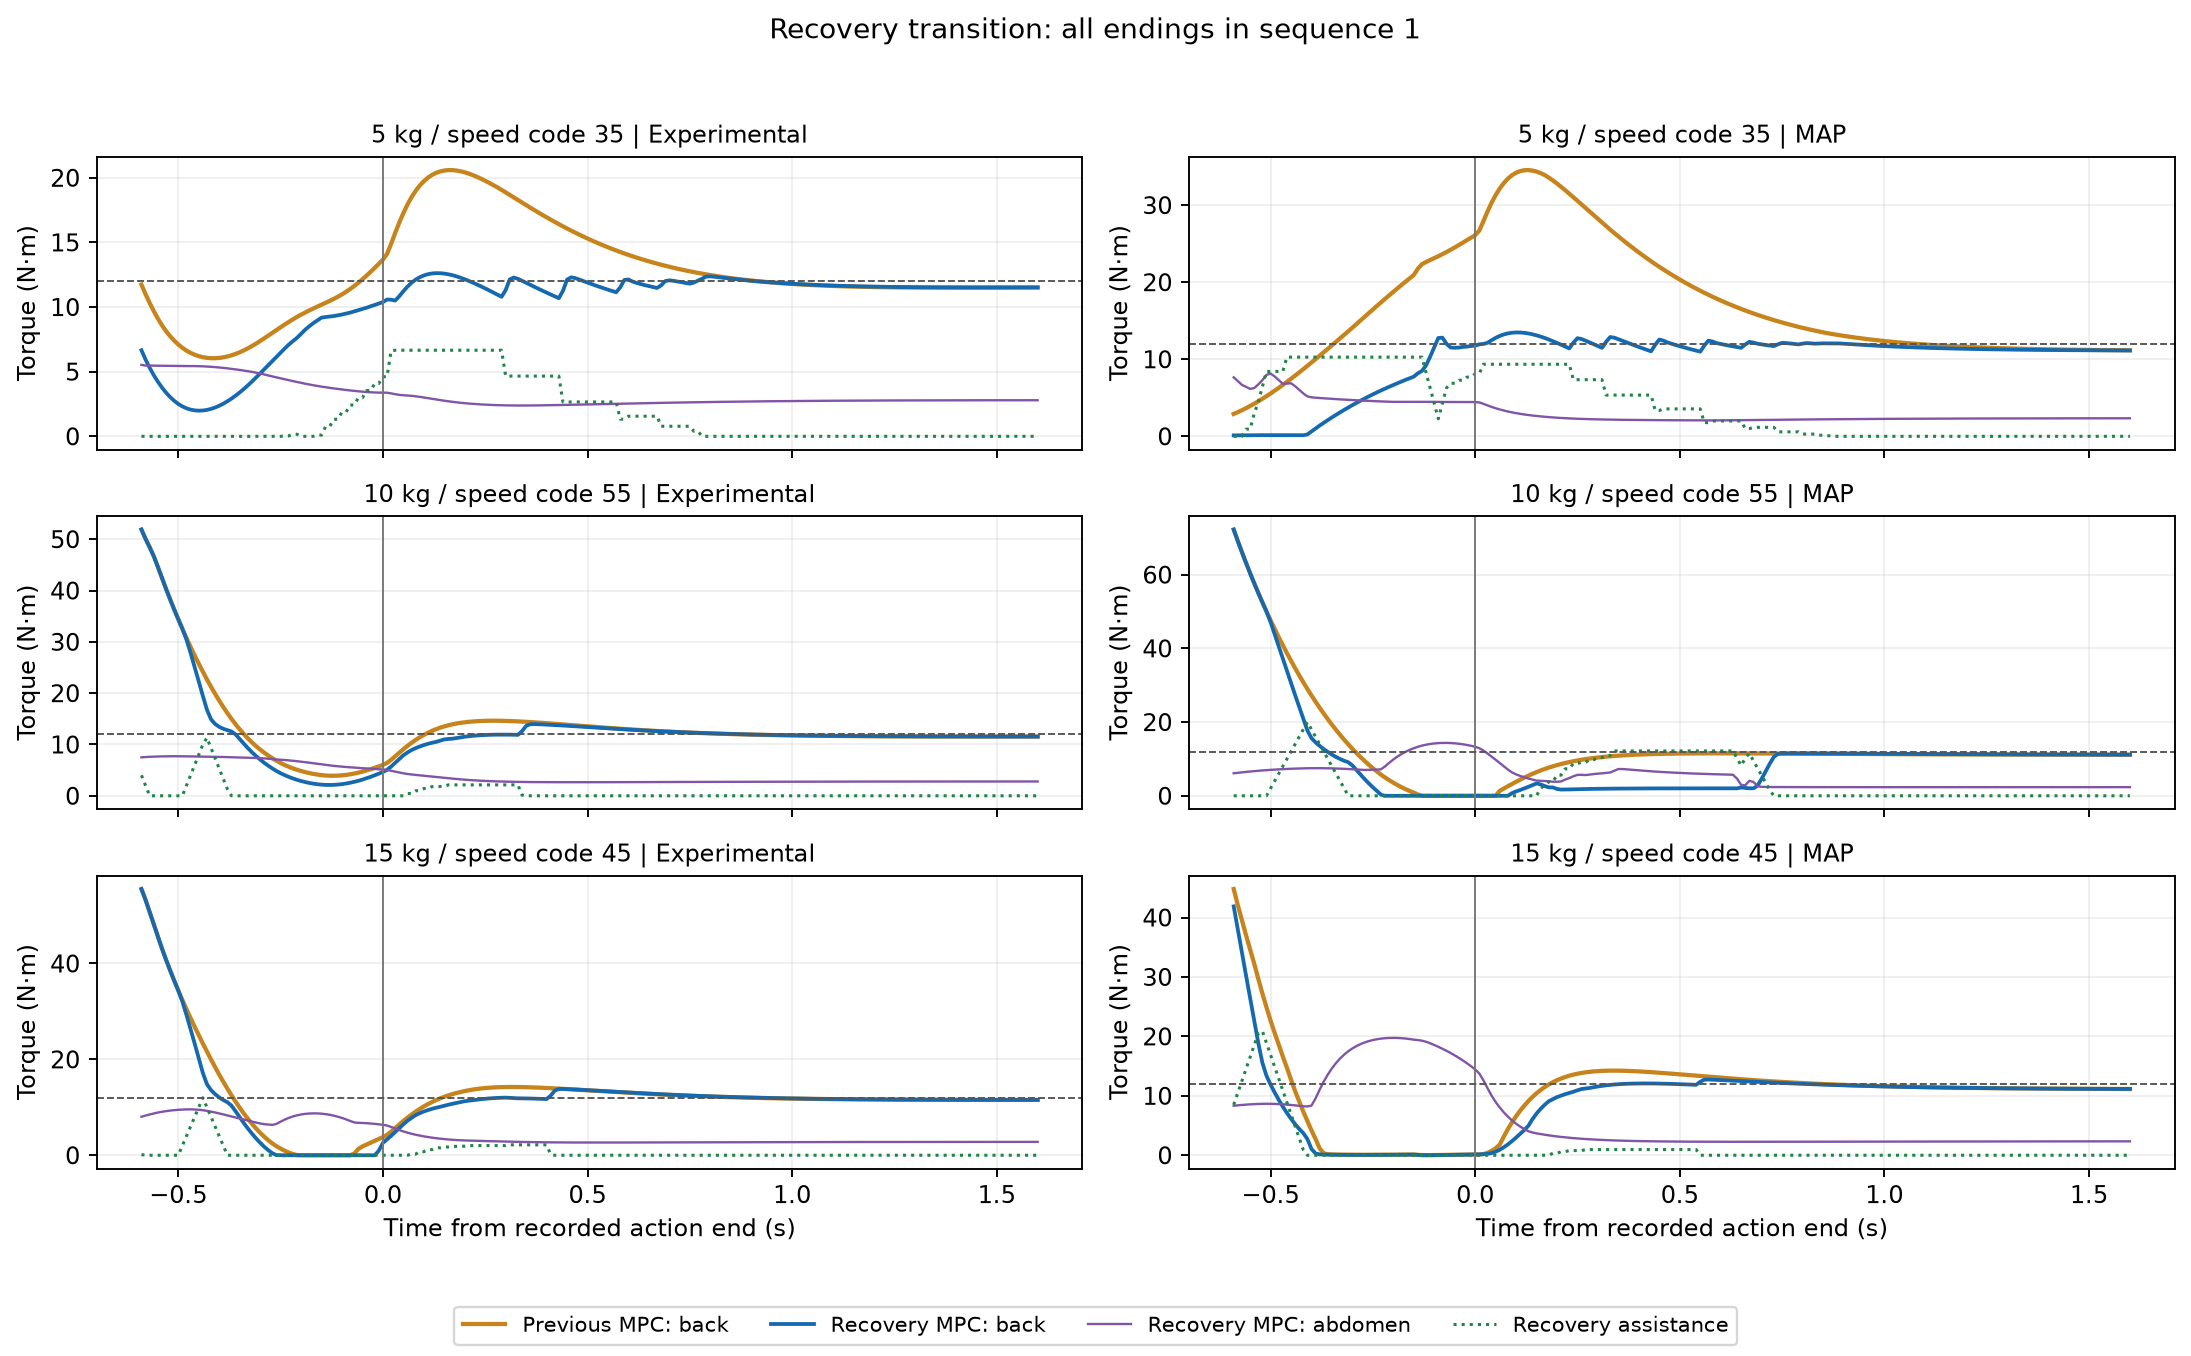 Recovery transition: all endings in sequence 1
5 kg / speed code 35 | Experimental
Torque (N·m)
20
15
10
5
0
5 kg / speed code 35 | MAP
Torque (N·m)
30
20
10
0
10 kg / speed code 55 | Experimental
Torque (N·m)
50
40
30
20
10
0
10 kg / speed code 55 | MAP
Torque (N·m)
60
40
20
0
15 kg / speed code 45 | Experimental
Torque (N·m)
40
20
0
−0.5 0.0 0.5 1.0 1.5
Time from recorded action end (s)
15 kg / speed code 45 | MAP
Torque (N·m)
40
30
20
10
0
−0.5 0.0 0.5 1.0 1.5
Time from recorded action end (s)
Previous MPC: back Recovery MPC: back Recovery MPC: abdomen Recovery assistance